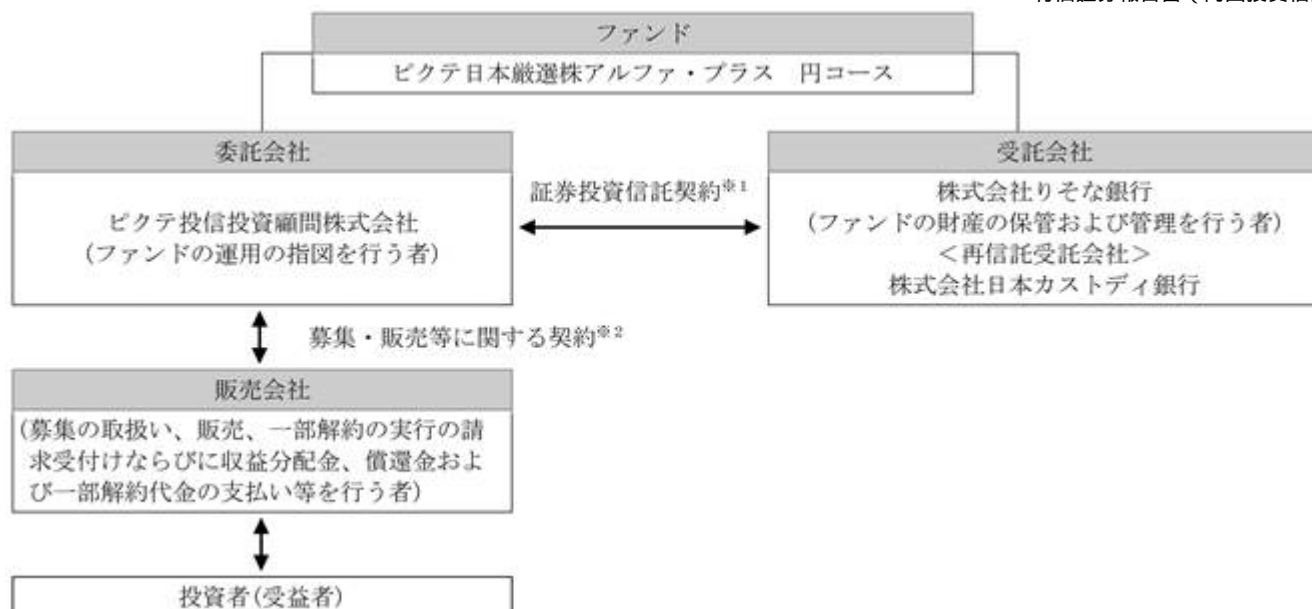 ファンド
ピクテ日本厳選株アルファ・プラス　円コース
委託会社
ピクテ投信投資顧問株式会社
(ファンドの運用の指図を行う者)
証券投資信託契約※1
受託会社
株式会社りそな銀行
(ファンドの財産の保管および管理を行う者)
＜再信託受託会社＞
株式会社日本カストディ銀行
募集・販売等に関する契約※2
販売会社
(募集の取扱い、販売、一部解約の実行の請
求受付けならびに収益分配金、償還金およ
び一部解約代金の支払い等を行う者)
投資者(受益者)